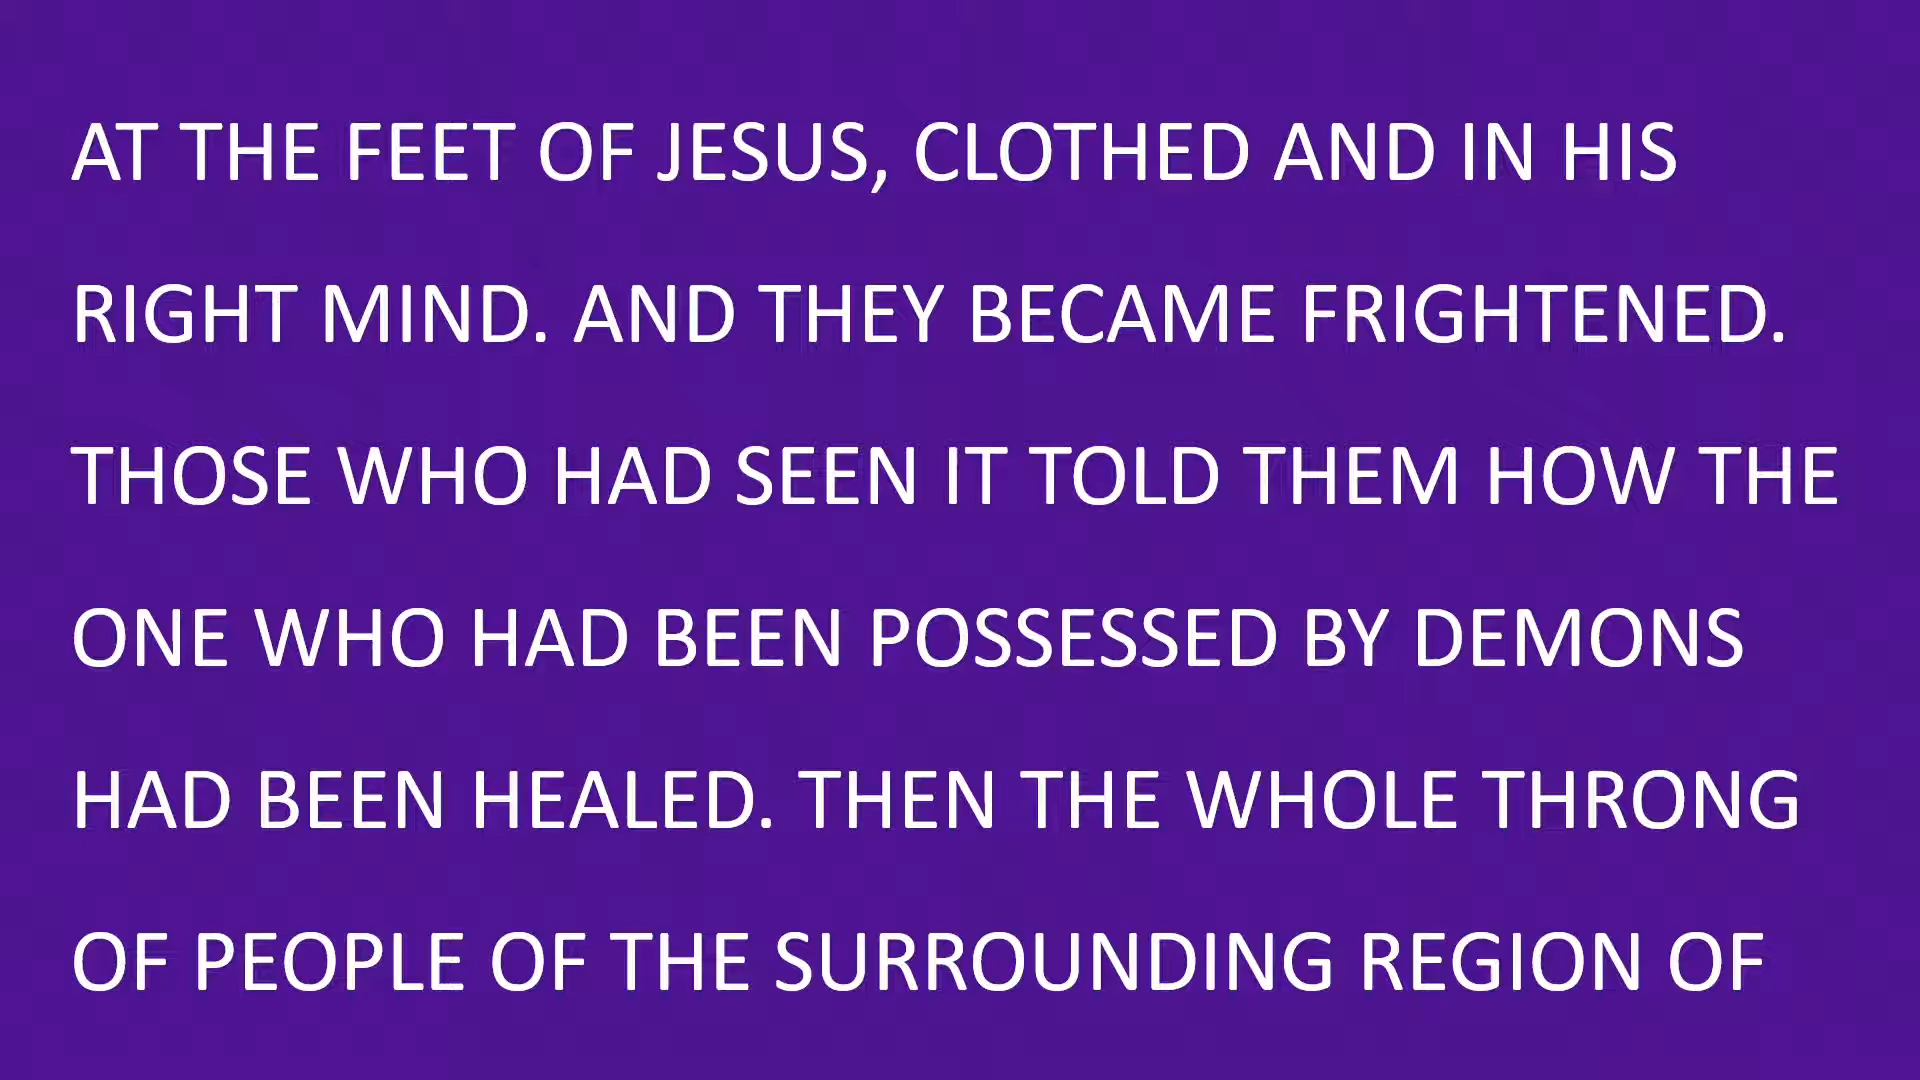 AT THE FEET OF JESUS, CLOTHED AND IN HIS
RIGHT MIND. AND THEY BECAME FRIGHTENED.
THOSE WHO HAD SEEN IT TOLD THEM HOW THE
ONE WHO HAD BEEN POSSESSED BY DEMONS
HAD BEEN HEALED. THEN THE WHOLE THRONG
OF PEOPLE OF THE SURROUNDING REGION OF